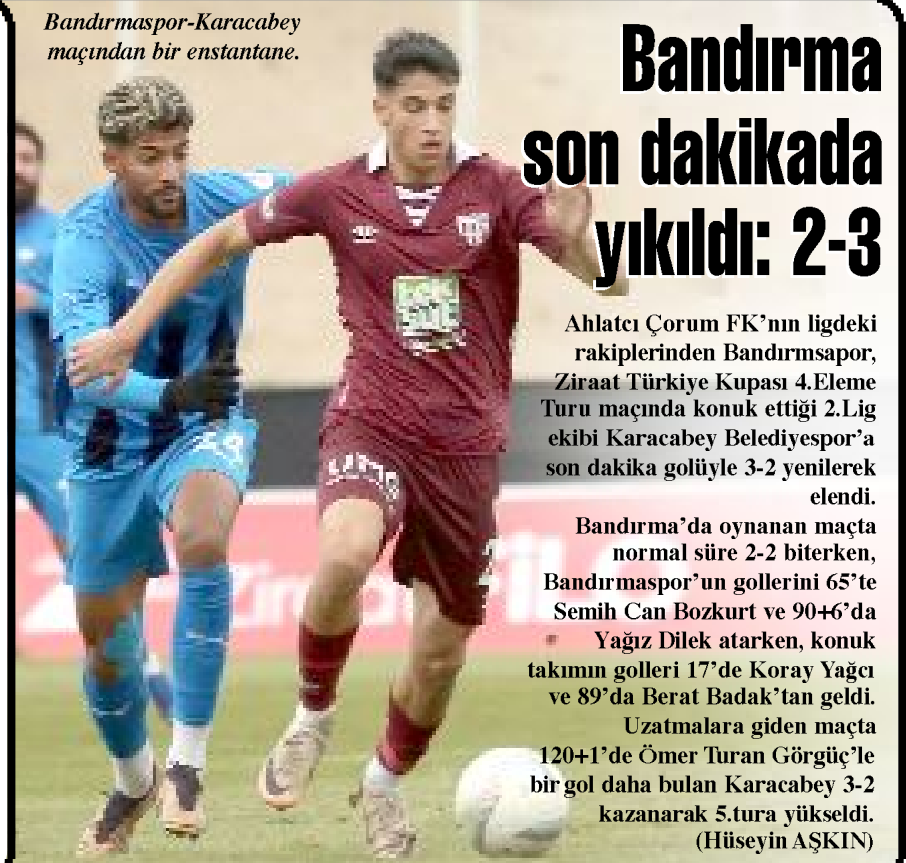 Bandırmaspor-Karacabey
maçından bir enstantane.
Bandırma
son dakikada
yıkıldı: 2-3
Ahlatcı Çorum FK’nın ligdeki
rakiplerinden Bandırmsapor,
Ziraat Türkiye Kupası 4.Eleme
Turu maçında konuk ettiği 2.Lig
ekibi Karacabey Belediyespor’a
son dakika golüyle 3-2 yenilerek
elendi.
Bandırma’da oynanan maçta
normal süre 2-2 biterken,
Bandırmaspor’un gollerini 65’te
Semih Can Bozkurt ve 90+6’da
Yağız Dilek atarken, konuk
takımın golleri 17’de Koray Yağcı
ve 89’da Berat Badak’tan geldi.
Uzatmalara giden maçta
120+1’de Ömer Turan Görgüç’le
bir gol daha bulan Karacabey 3-2
kazanarak 5.tura yükseldi.
(Hüseyin AŞKIN)